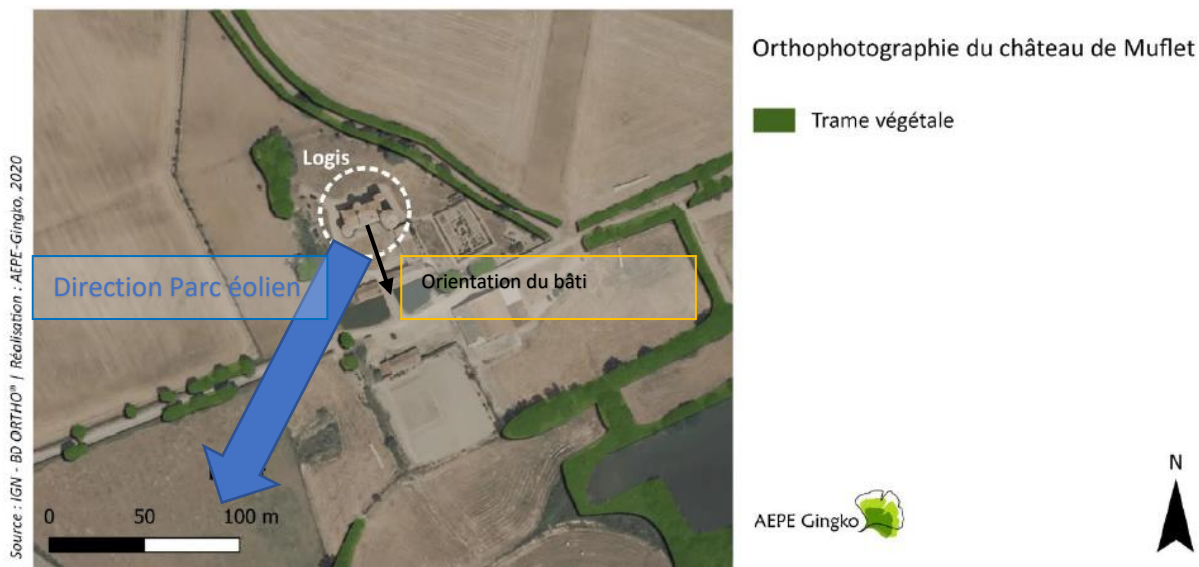 Orthophotographie du château de Muflet
Trame végétale
Logis
Direction Parc éolien
Orientation du bâti
0 50 100 m
Source : IGN - BD ORTHO® | Réalisation : AEPE-Gingko, 2020
AEPE Gingko
N